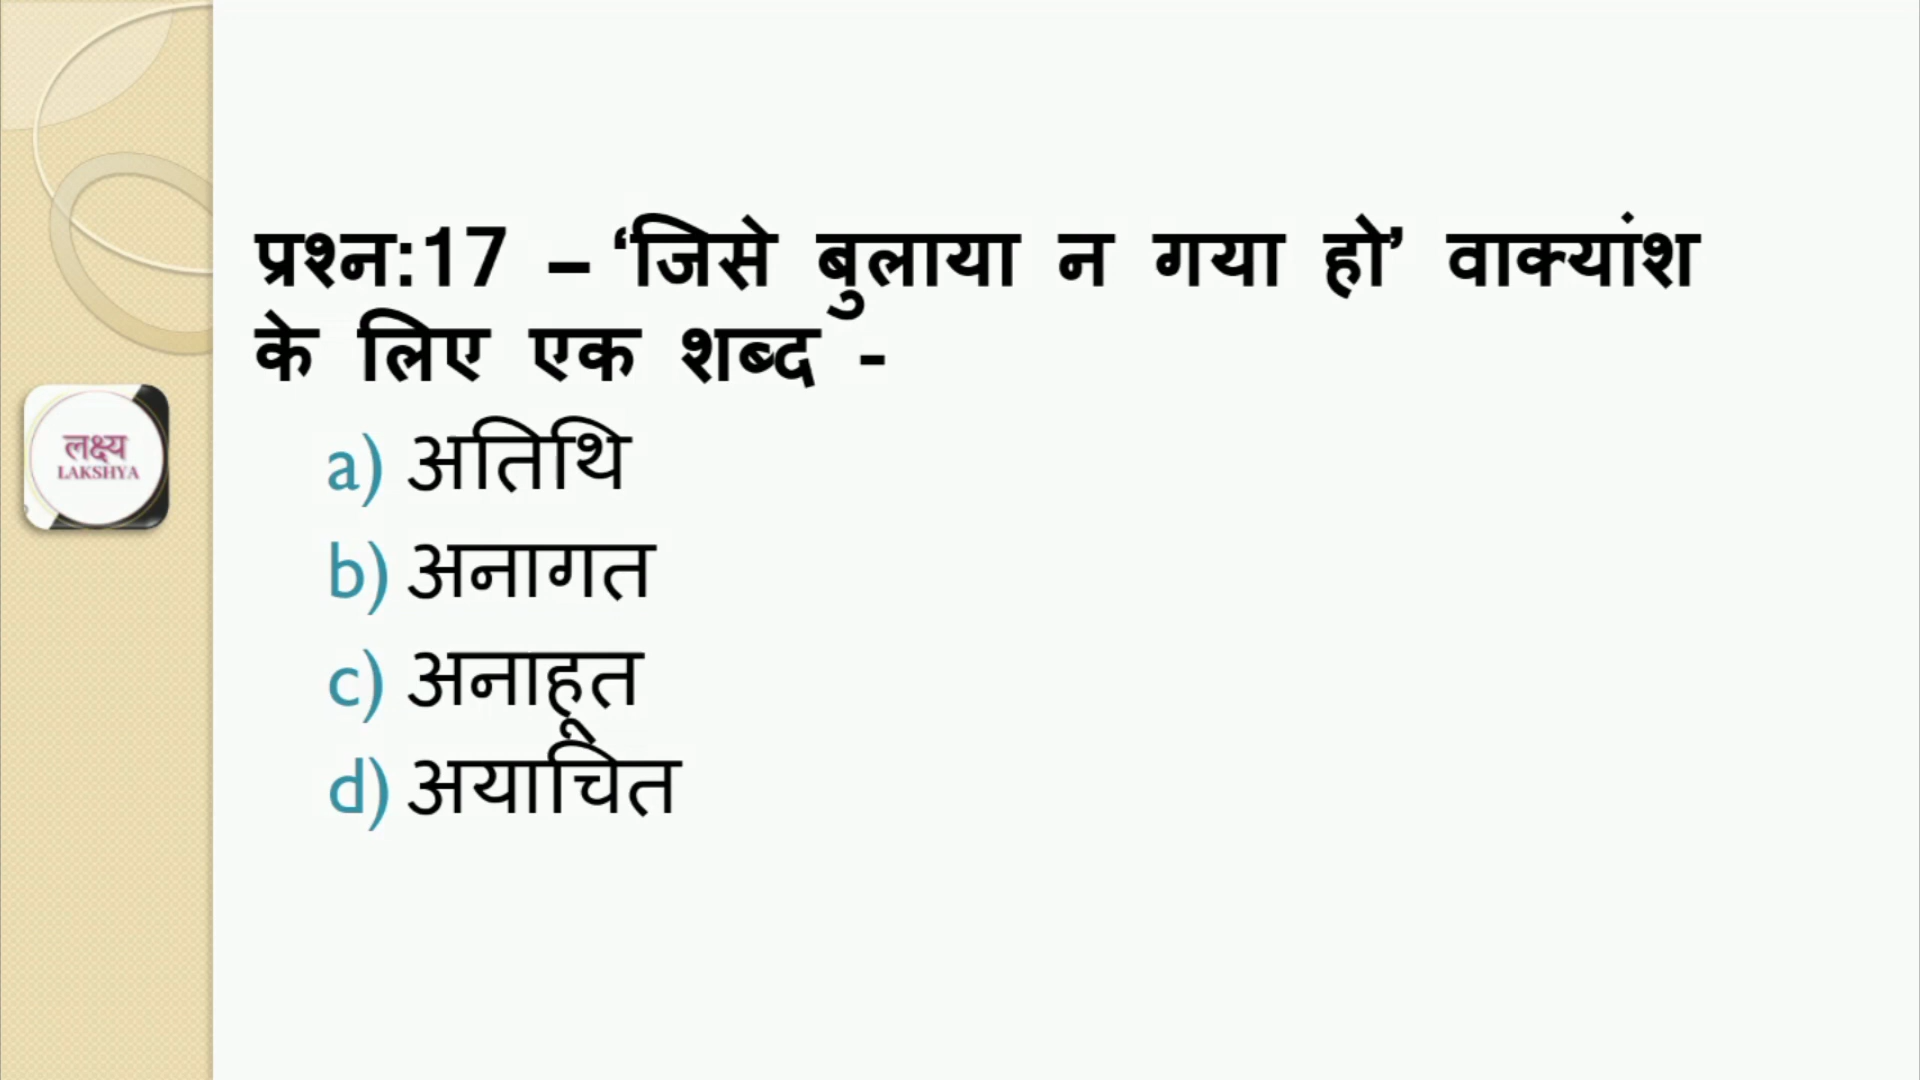 प्रश्न:17 – ‘जिसे बुलाया न गया हो’ वाक्यांश
के लिए एक शब्द -
a) अतिथि
लक्ष्य
LAKSHYA
b) अनागत
c) अनाहूत
d) अयाचित